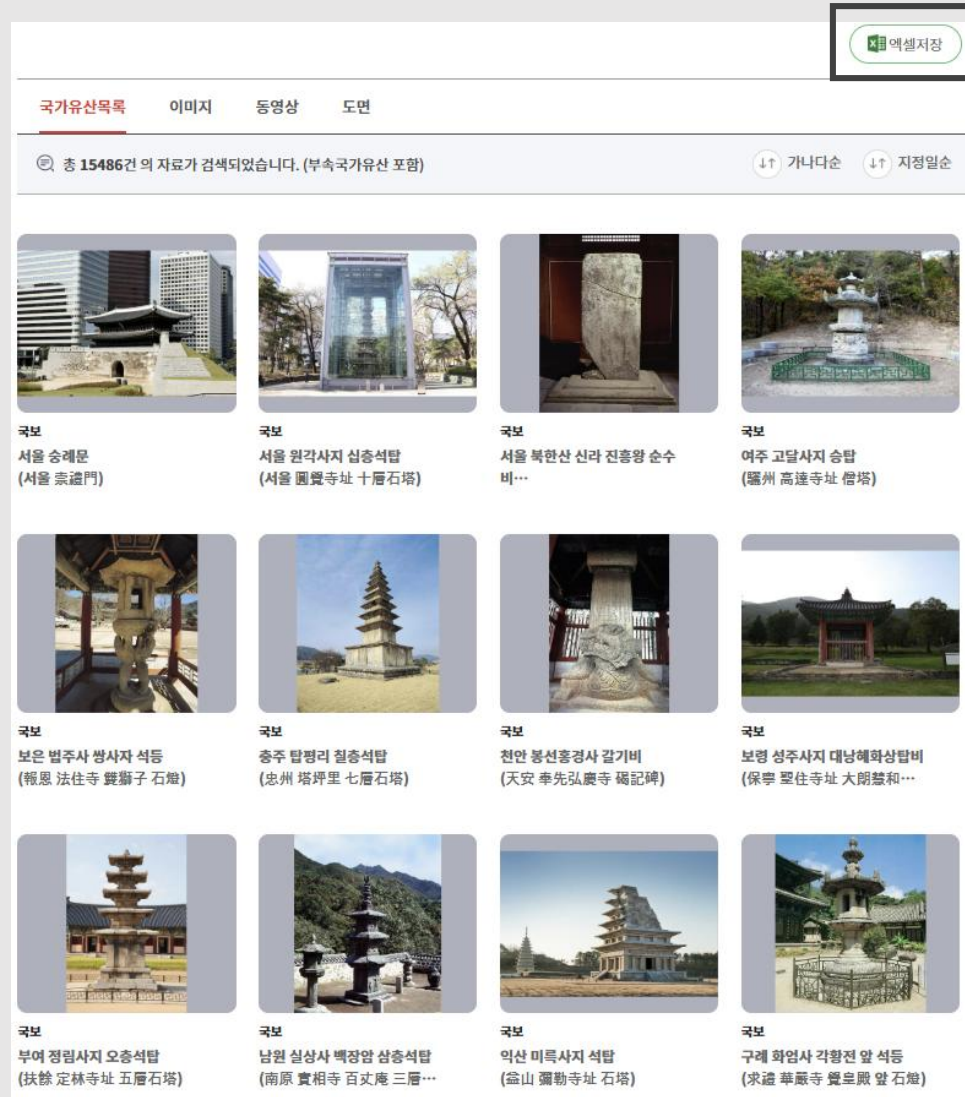 엑셀저장
국가유산목록 이미지 동영상 도면
총 15486건 의 자료가 검색되었습니다. (부속국가유산 포함) ↓↑ 가나다순 ↓↑ 지정일순
국보 국보 국보 국보
서울 숭례문 서울 원각사지 십층석탑 서울 북한산 신라 진흥왕 순수 여주 고달사지 승탑
(서울 崇禮門) (서울 圓覺寺址 十層石塔) 비… (驪州 高達寺址 僧塔)
국보 국보 국보 국보
보은 법주사 쌍사자 석등 충주 탑평리 칠층석탑 천안 봉선홍경사 갈기비 보령 성주사지 대낭혜화상탑비
(報恩 法住寺 雙獅子 石燈) (忠州 塔坪里 七層石塔) (天安 奉先弘慶寺 碣記碑) (保寧 聖住寺址 大朗慧和…
국보 국보 국보 국보
부여 정림사지 오층석탑 남원 실상사 백장암 삼층석탑 익산 미륵사지 석탑 구례 화엄사 각황전 앞 석등
(扶餘 定林寺址 五層石塔) (南原 實相寺 百丈庵 三層… (益山 彌勒寺址 石塔) (求禮 華嚴寺 覺皇殿 앞 石燈)